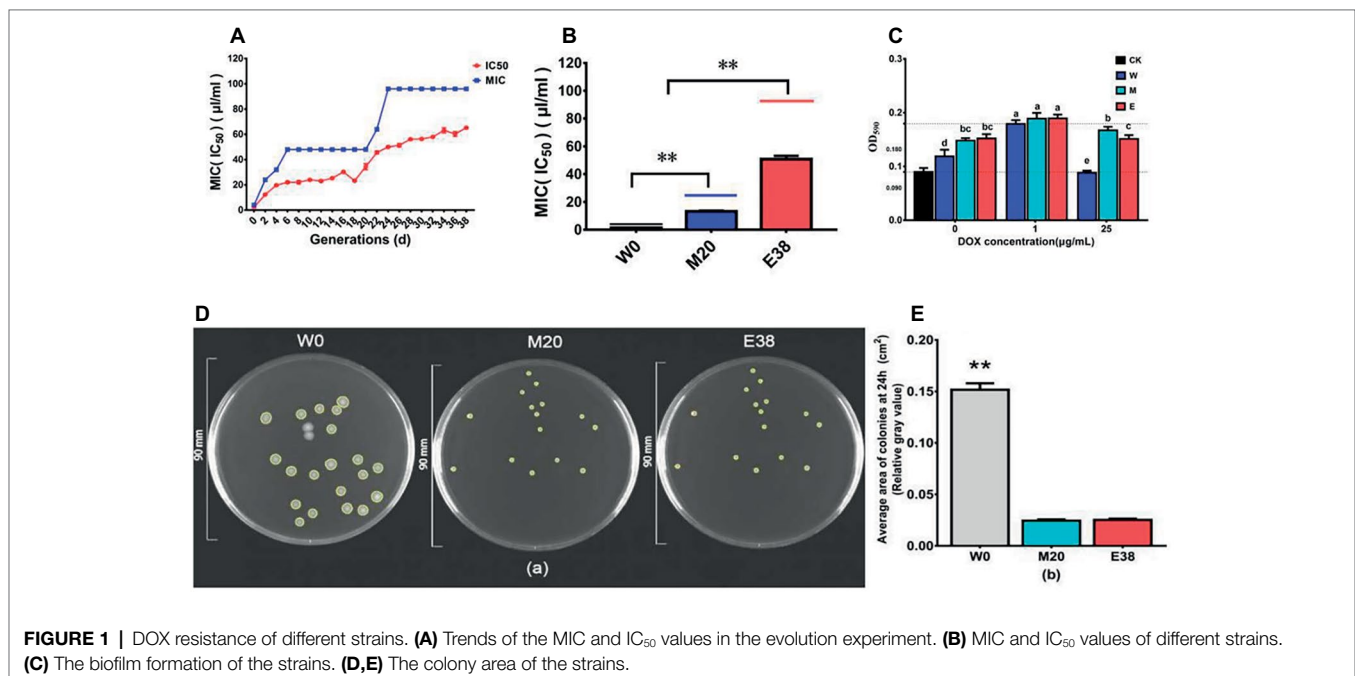 A
120
100
80
60
40
20
0
MIC( IC50 ) ( µl/ml)
IC50
MIC
0 2 4 6 8 10 12 14 16 18 20 22 24 26 28 30 32 34 36 38
Generations (d)
B
120
100
80
60
40
20
0
MIC( IC50 ) ( µl/ml)
**
**
W0 M20 E38
C
CK
W
M
E
OD590
0.2
0.150
0.1
0.090
0.0
d bc bc a a a e b c
0 1 25
DOX concentration(µg/mL)
D
W0 M20 E38
90 mm 90 mm 90 mm
(a)
E
Average area of colonies at 24h (cm²)
(Relative gray value)
0.20
0.15
0.10
0.05
0.00
**
W0 M20 E38
(b)
FIGURE 1 | DOX resistance of different strains. (A) Trends of the MIC and IC50 values in the evolution experiment. (B) MIC and IC50 values of different strains.
(C) The biofilm formation of the strains. (D,E) The colony area of the strains.